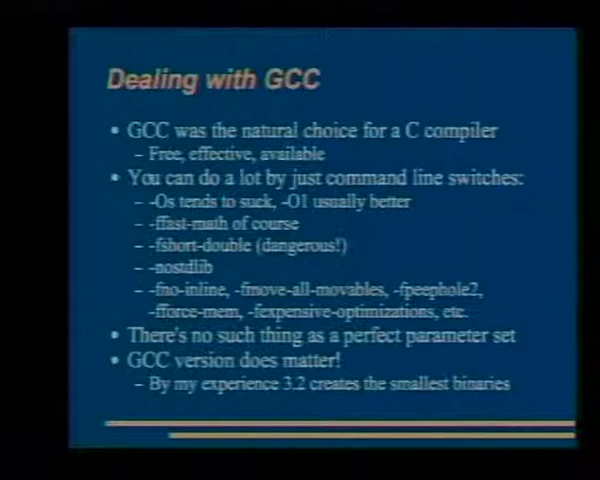 Dealing with GCC
• GCC was the natural choice for a C compiler
– Free, effective, available
• You can do a lot by just command line switches:
– -Os tends to suck, -O1 usually better
– -ffast-math of course
– -fshort-double (dangerous!)
– -nostdlib
– -fno-inline, -fmove-all-movables, -fpeephole2,
-fforce-mem, -fexpensive-optimizations, etc.
• There's no such thing as a perfect parameter set
• GCC version does matter!
– By my experience 3.2 creates the smallest binaries